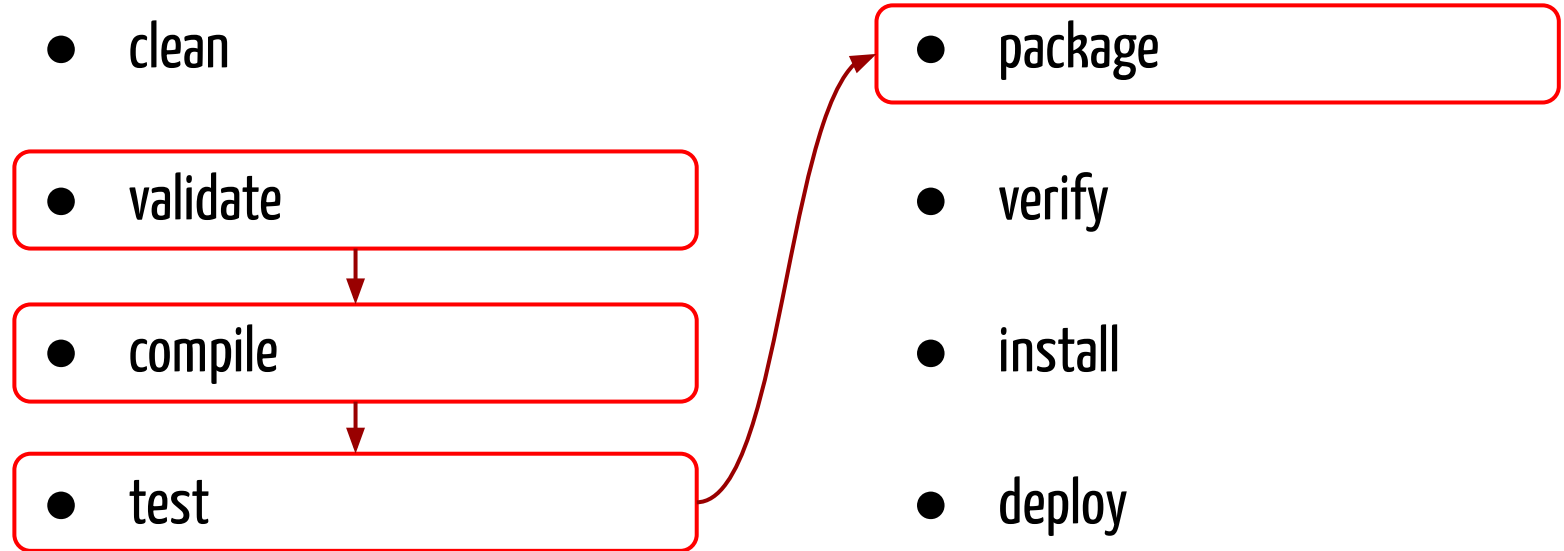 ● clean
● validate
● compile
● test
● package
● verify
● install
● deploy